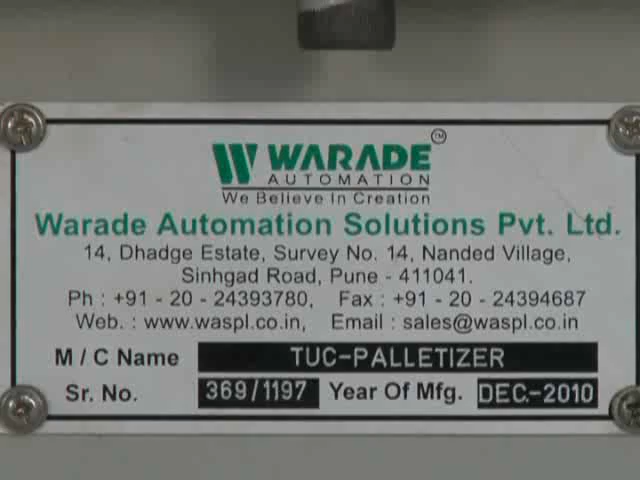 WARADE TM
AUTOMATION
We Believe In Creation
Warade Automation Solutions Pvt. Ltd.
14, Dhadge Estate, Survey No. 14, Nanded Village,
Sinhgad Road, Pune - 411041.
Ph : +91 - 20 - 24393780, Fax : +91 - 20 - 24394687
Web. : www.waspl.co.in, Email : sales@waspl.co.in
M / C Name TUC-PALLETIZER
Sr. No. 369/1197 Year Of Mfg. DEC.-2010